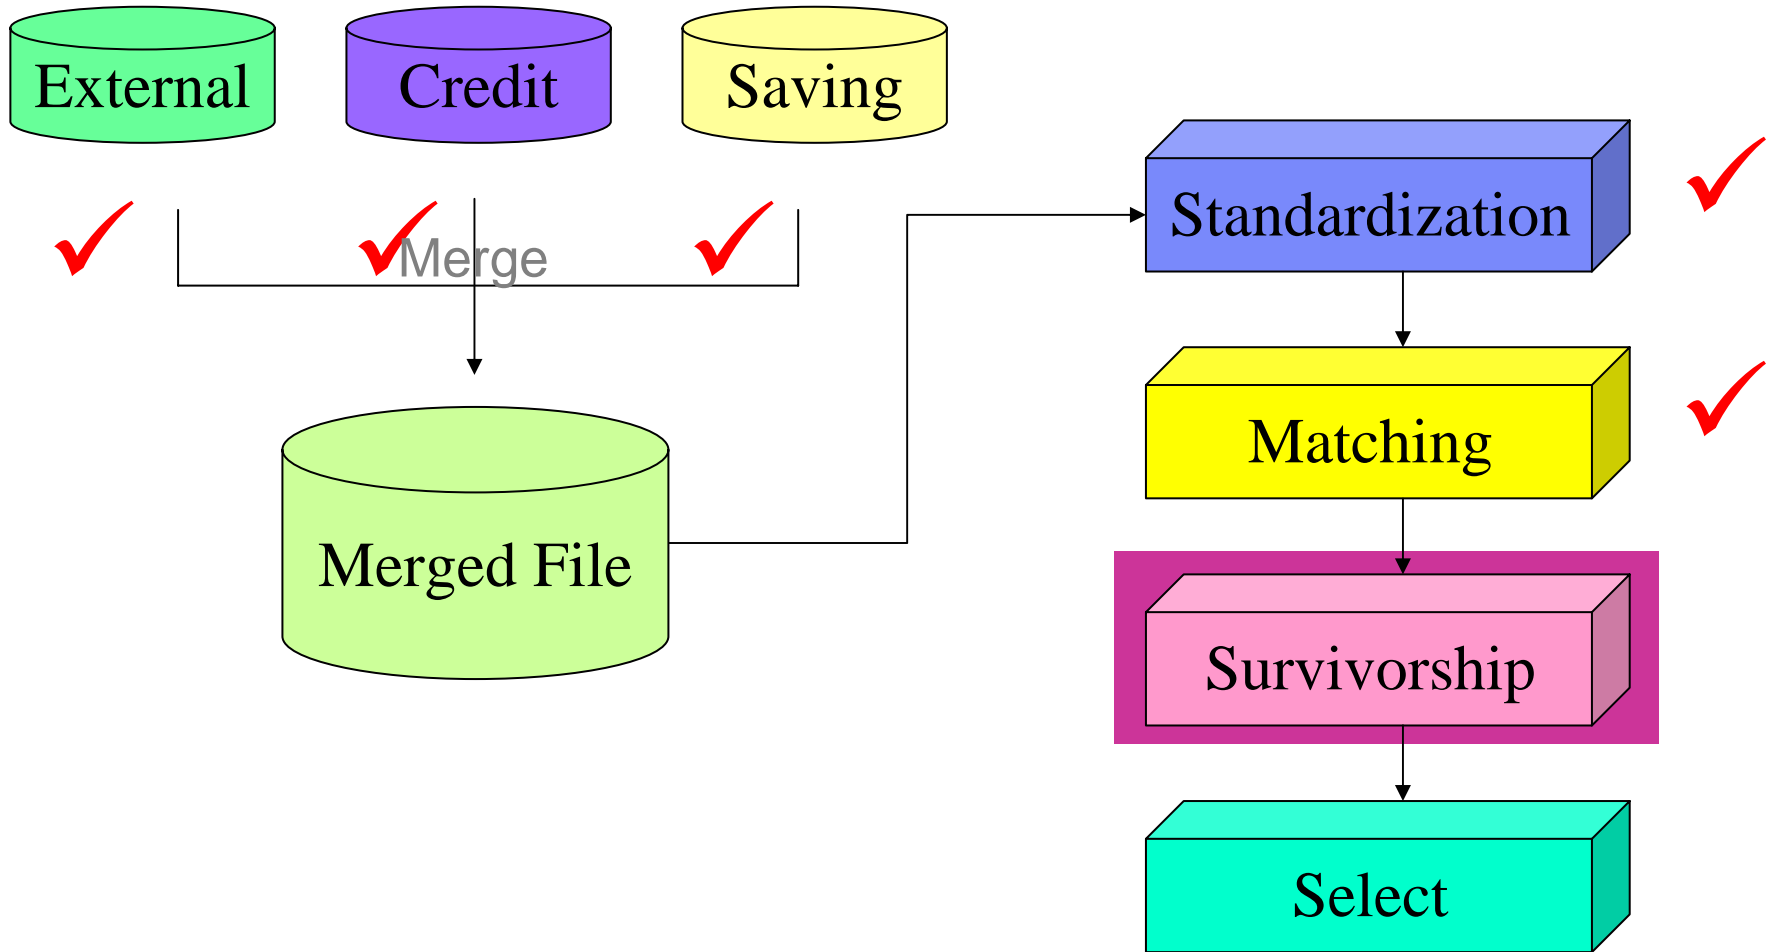 External
Credit
Saving
Merge
Merged File
Standardization
Matching
Survivorship
Select